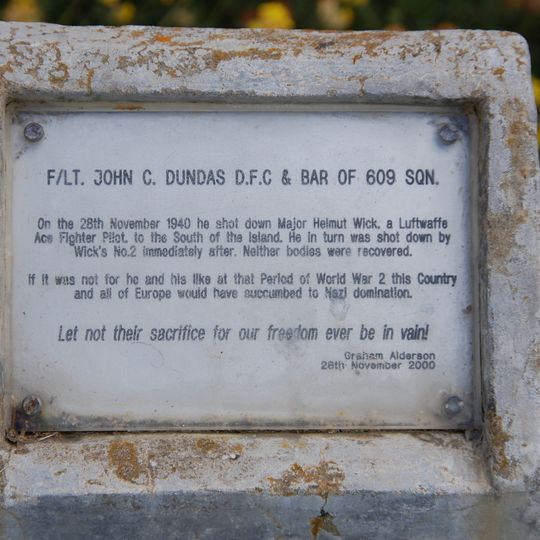 F/LT. JOHN C. DUNDAS D.F.C & BAR OF 609 SQN.
On the 28th November 1940 he shot down Major Helmut Wick, a Luftwaffe
Ace Fighter Pilot, to the South of the Island. He in turn was shot down by
Wick's No.2 immediately after. Neither bodies were recovered.
If it was not for he and his like at that Period of World War 2 this Country
and all of Europe would have succumbed to Nazi domination.
Let not their sacrifice for our freedom ever be in vain!
Graham Alderson
28th November 2000